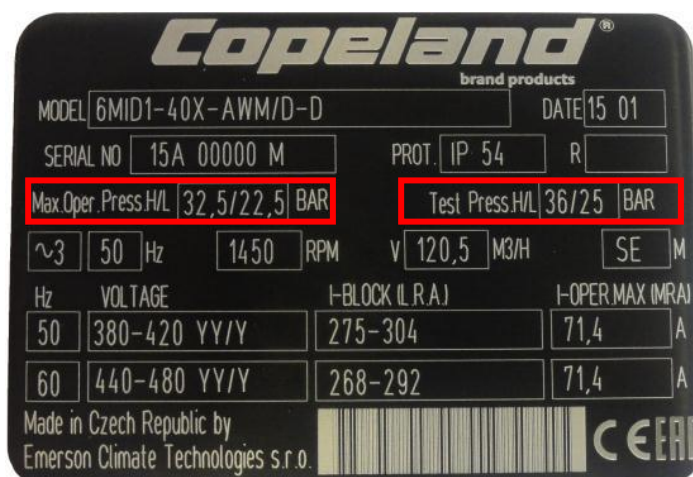 Copeland®
brand products
MODEL 6MID1-40X-AWM/D-D DATE 15 01
SERIAL NO 15A 00000 M PROT. IP 54 R
Max.Oper.Press.H/L 32,5/22,5 BAR Test Press.H/L 36/25 BAR
~3 50 Hz 1450 RPM V 120,5 M3/H SE M
Hz VOLTAGE I-BLOCK (L.R.A.) I-OPER.MAX (MRA)
50 380-420 YY/Y 275-304 71,4 A
60 440-480 YY/Y 268-292 71,4 A
Made in Czech Republic by
Emerson Climate Technologies s.r.o. CE EAC